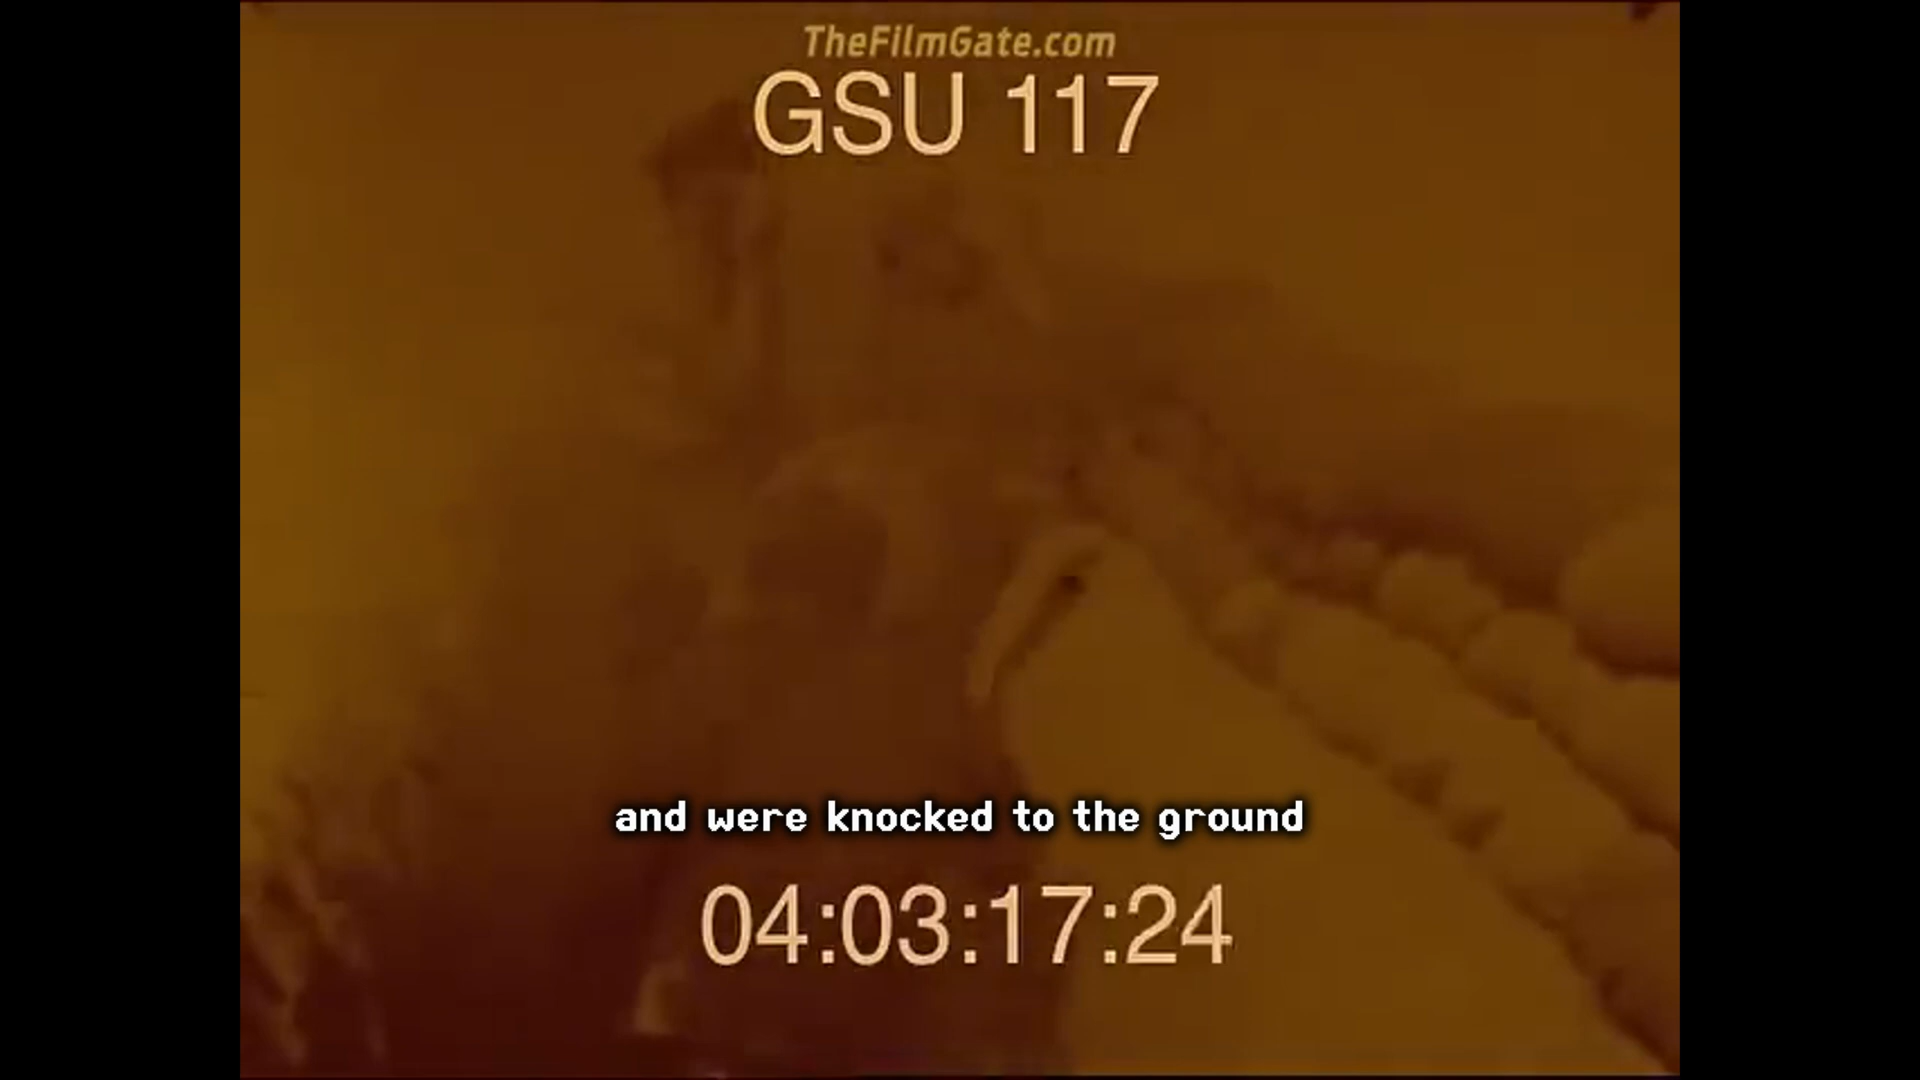 TheFilmGate.com
GSU 117
and were knocked to the ground
04:03:17:24